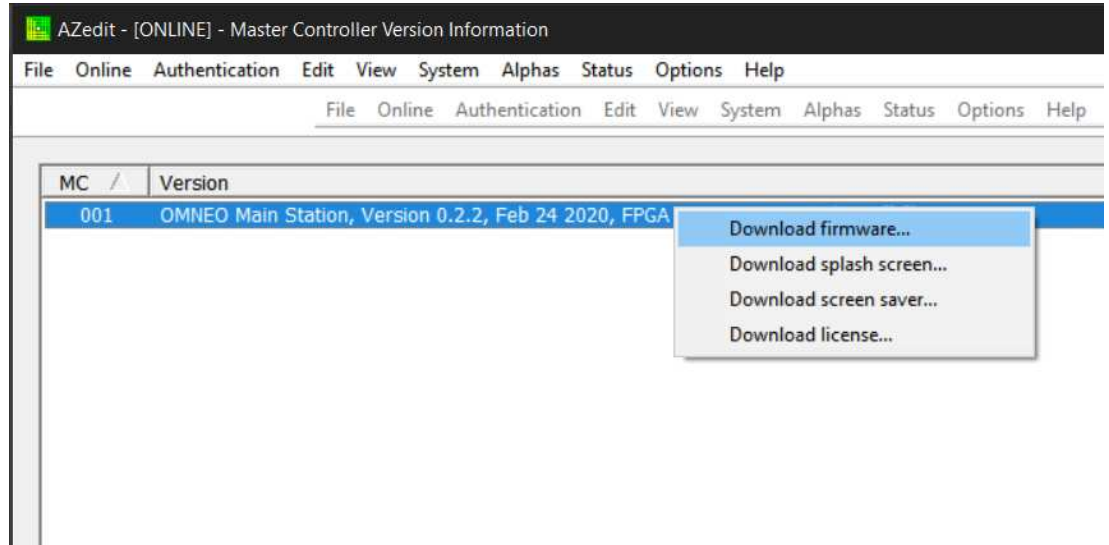 AZedit - [ONLINE] - Master Controller Version Information
File Online Authentication Edit View System Alphas Status Options Help
File Online Authentication Edit View System Alphas Status Options Help
MC Version
001 OMNEO Main Station, Version 0.2.2, Feb 24 2020, FPGA
Download firmware...
Download splash screen...
Download screen saver...
Download license...